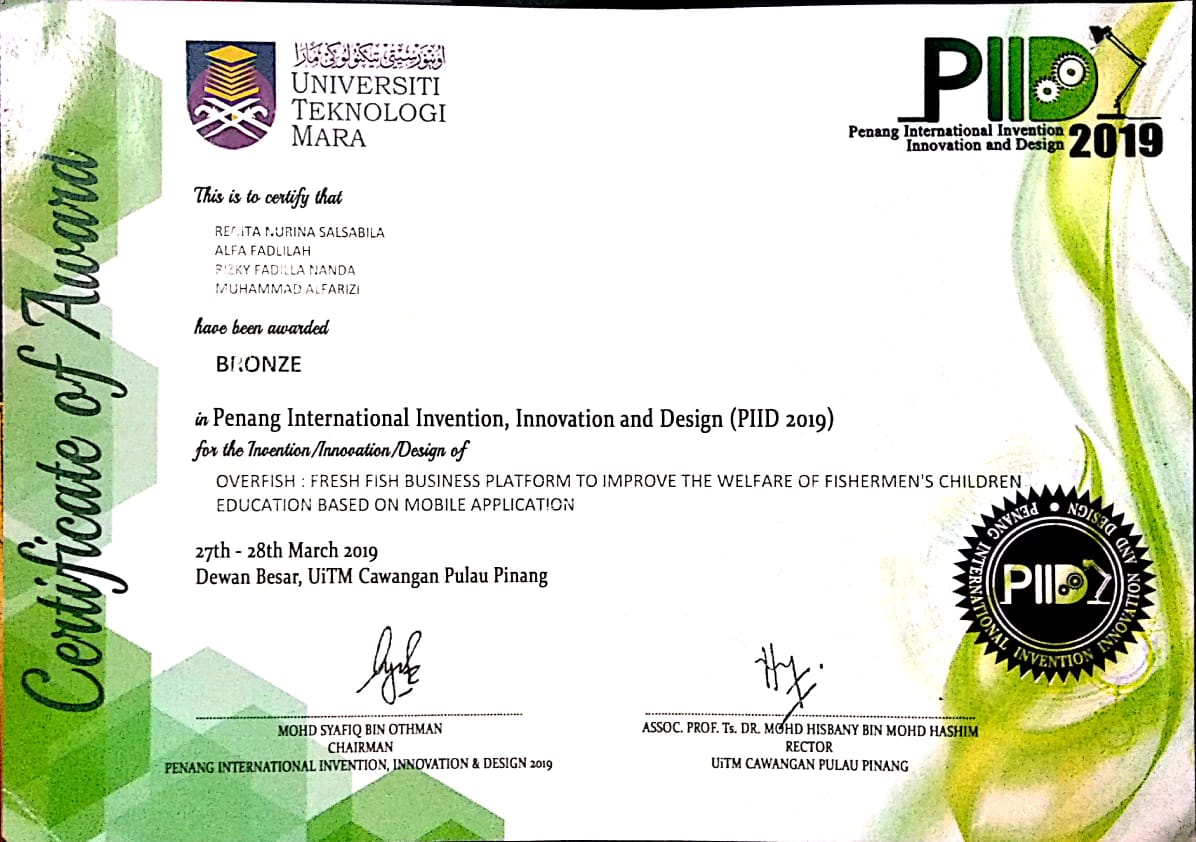 Certificate of Award
اونيۏرسيتي تيكنولوڬي مارا
UNIVERSITI
TEKNOLOGI
MARA
PIID
Penang International Invention
Innovation and Design 2019
This is to certify that
NURINA SALSABILA
ALFA FADLILAH
RIZKY FADILLA NANDA
MUHAMMAD ALFARIZI
have been awarded
BRONZE
in Penang International Invention, Innovation and Design (PIID 2019)
for the Invention/Innovation/Design of
OVERFISH : FRESH FISH BUSINESS PLATFORM TO IMPROVE THE WELFARE OF FISHERMEN'S CHILDREN
EDUCATION BASED ON MOBILE APPLICATION
27th - 28th March 2019
Dewan Besar, UiTM Cawangan Pulau Pinang
PENANG INTERNATIONAL INVENTION INNOVATION AND DESIGN
PIID
MOHD SYAFIQ BIN OTHMAN
CHAIRMAN
PENANG INTERNATIONAL INVENTION, INNOVATION & DESIGN 2019
ASSOC. PROF. Ts. DR. MOHD HISBANY BIN MOHD HASHIM
RECTOR
UiTM CAWANGAN PULAU PINANG